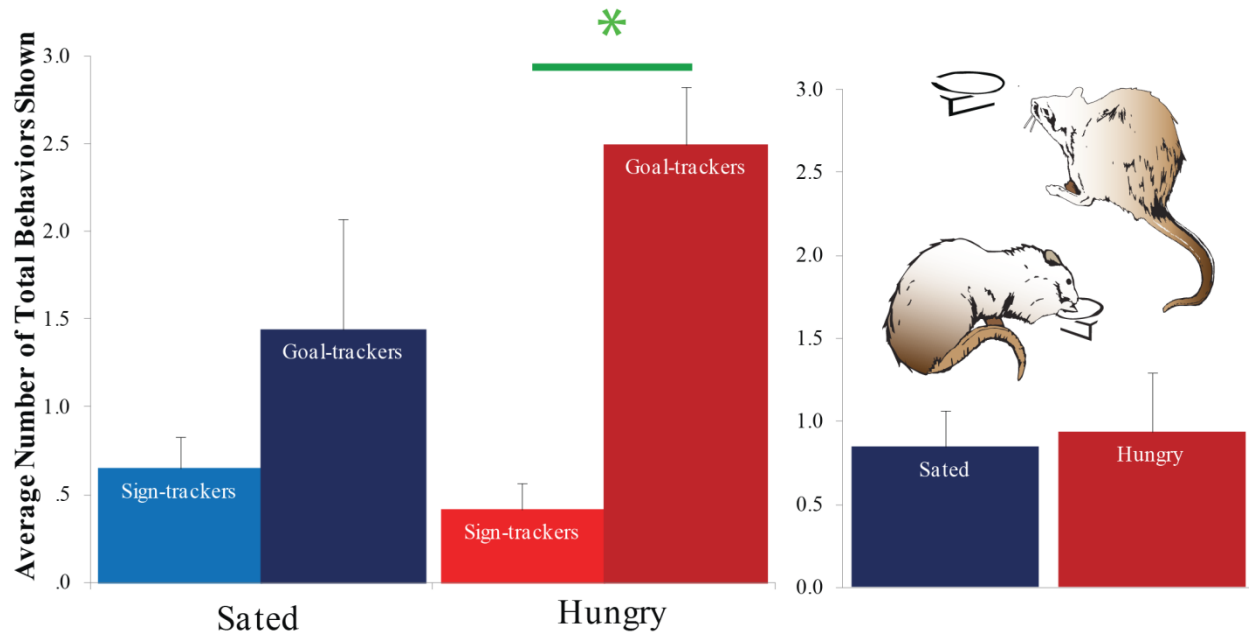 Average Number of Total Behaviors Shown
3.0
2.5
2.0
1.5
1.0
.5
.0
*
Sign-trackers
Goal-trackers
Sign-trackers
Goal-trackers
Sated
Hungry
3.0
2.5
2.0
1.5
1.0
0.5
0.0
Sated
Hungry